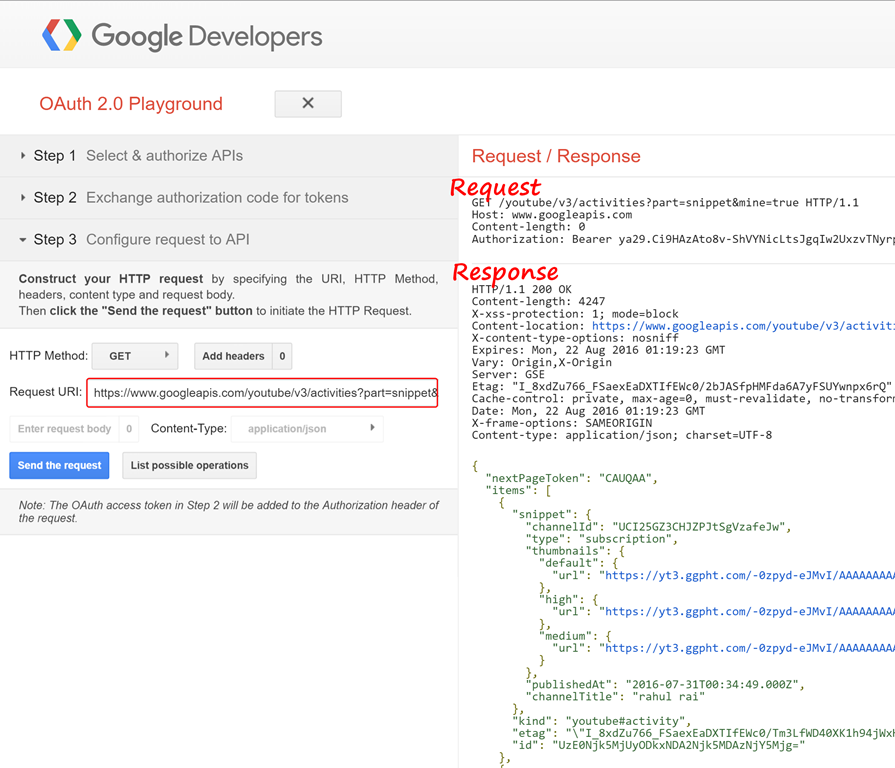 Google Developers
OAuth 2.0 Playground
✕
Step 1 Select & authorize APIs
Step 2 Exchange authorization code for tokens
Step 3 Configure request to API
Construct your HTTP request by specifying the URI, HTTP Method,
headers, content type and request body.
Then click the "Send the request" button to initiate the HTTP Request.
HTTP Method: GET Add headers 0
Request URI: https://www.googleapis.com/youtube/v3/activities?part=snippet&
Enter request body 0 Content-Type: application/json
Send the request List possible operations
Note: The OAuth access token in Step 2 will be added to the Authorization header of
the request.
Request / Response
Request
GET /youtube/v3/activities?part=snippet&mine=true HTTP/1.1
Host: www.googleapis.com
Content-length: 0
Authorization: Bearer ya29.Ci9HAzAto8v-ShVYNicLtsJgqIw2UxzvTNyrp
Response
HTTP/1.1 200 OK
Content-length: 4247
X-xss-protection: 1; mode=block
Content-location: https://www.googleapis.com/youtube/v3/activiti
X-content-type-options: nosniff
Expires: Mon, 22 Aug 2016 01:19:23 GMT
Vary: Origin,X-Origin
Server: GSE
Etag: "I_8xdZu766_FSaexEaDXTIfEWc0/2bJASfpHMFda6A7yFSUYwnpx6rQ"
Cache-control: private, max-age=0, must-revalidate, no-transfor
Date: Mon, 22 Aug 2016 01:19:23 GMT
X-frame-options: SAMEORIGIN
Content-type: application/json; charset=UTF-8
{
"nextPageToken": "CAUQAA",
"items": [
{
"snippet": {
"channelId": "UCI25GZ3CHJZPJtSgVzafeJw",
"type": "subscription",
"thumbnails": {
"default": {
"url": "https://yt3.ggpht.com/-0zpyd-eJMvI/AAAAAAAAA
},
"high": {
"url": "https://yt3.ggpht.com/-0zpyd-eJMvI/AAAAAAAAA
},
"medium": {
"url": "https://yt3.ggpht.com/-0zpyd-eJMvI/AAAAAAAAA
}
},
"publishedAt": "2016-07-31T00:34:49.000Z",
"channelTitle": "rahul rai"
},
"kind": "youtube#activity",
"etag": "\"I_8xdZu766_FSaexEaDXTIfEWc0/Tm3LfWD40XK1h94jWxH
"id": "UzE0Njk5MjUyODkxNDA2Njk5MDAzNjY5Mjg="
},